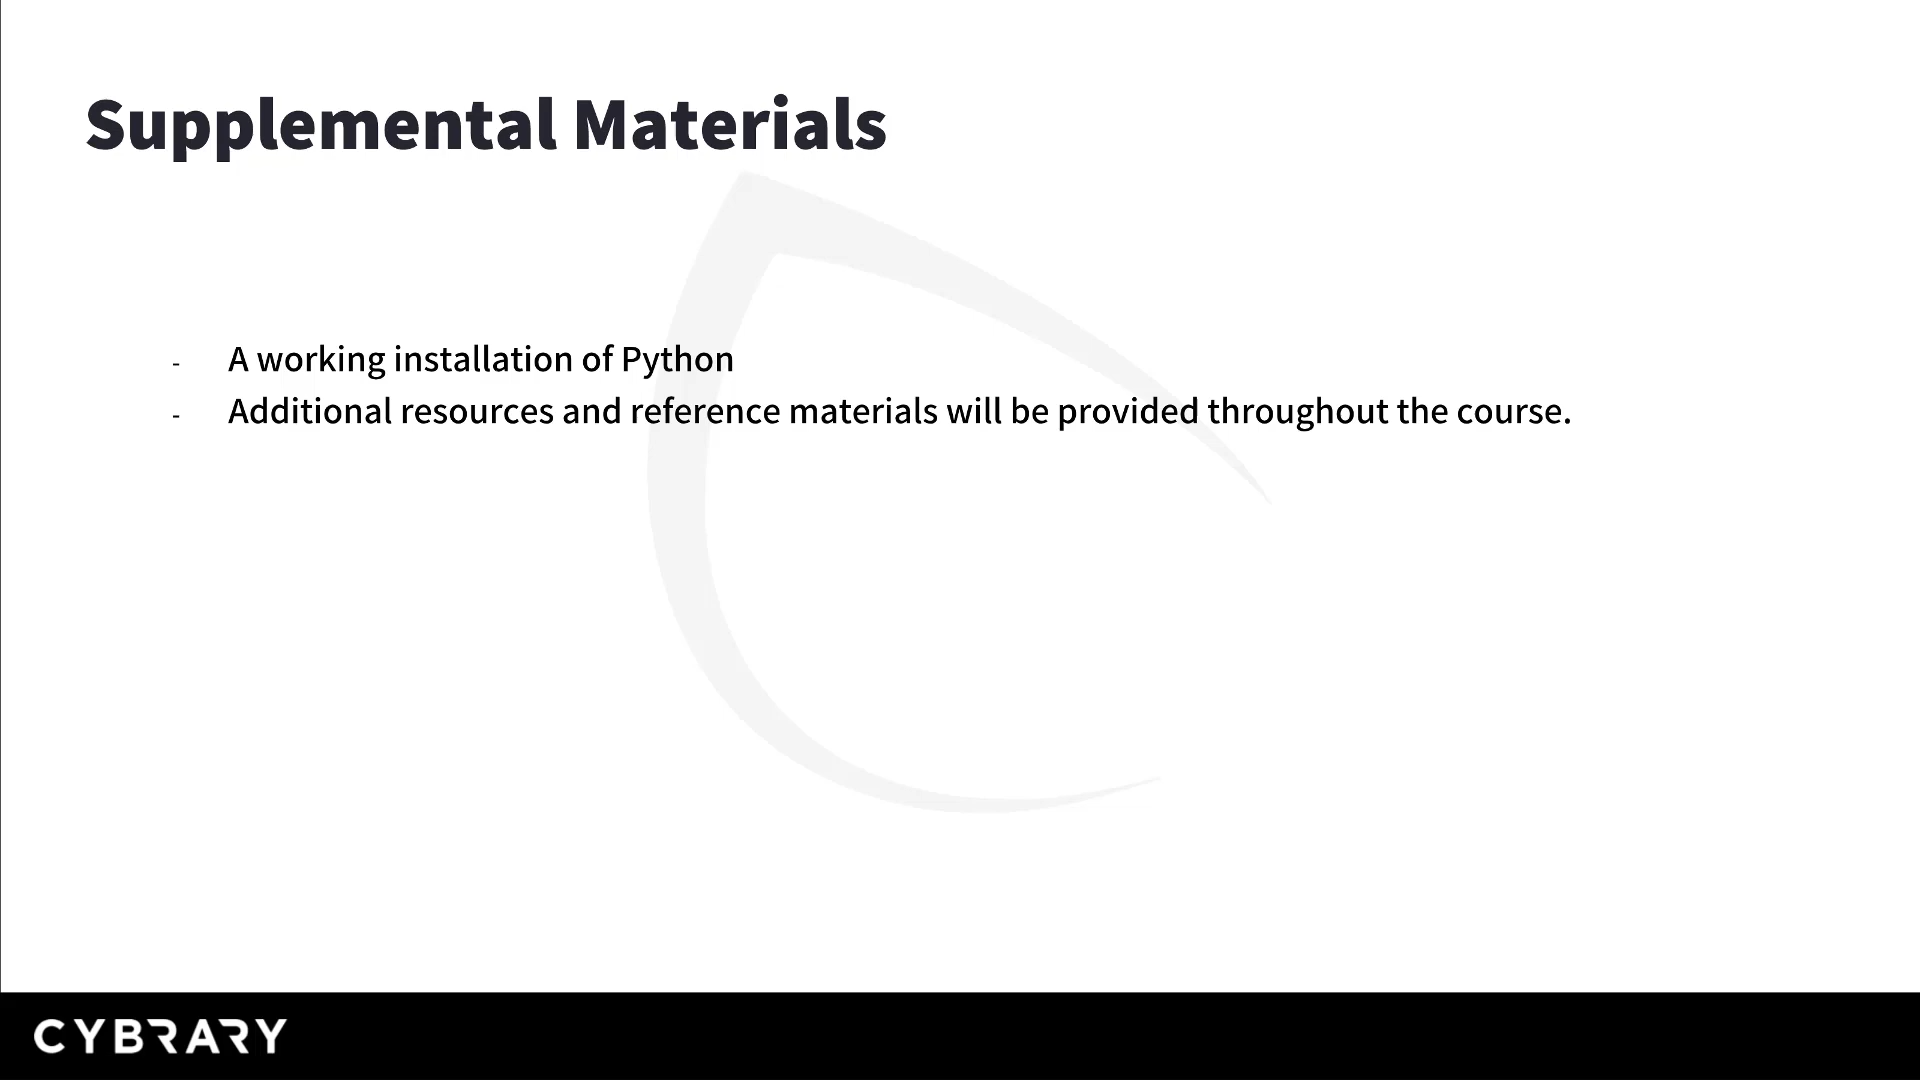 Supplemental Materials
- A working installation of Python
- Additional resources and reference materials will be provided throughout the course.
CYBRARY